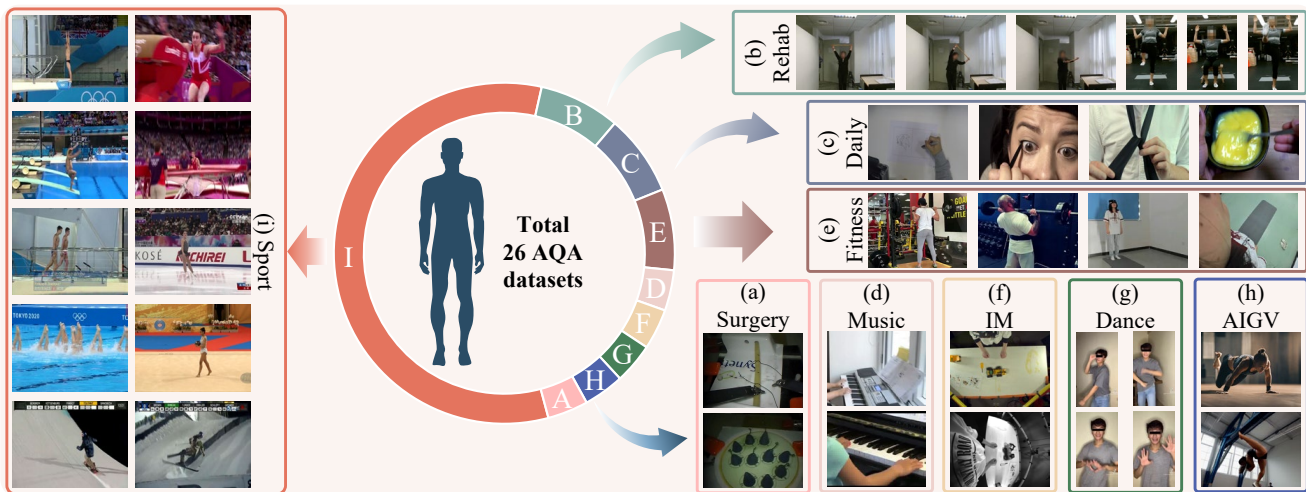 (i) Sport
TOKYO 2020
KOSÉ
I
B
C
E
D
F
G
H
A
Total
26 AQA
datasets
(b)
Rehab
(c)
Daily
(e)
Fitness
(a)
Surgery
(d)
Music
(f)
IM
(g)
Dance
(h)
AIGV